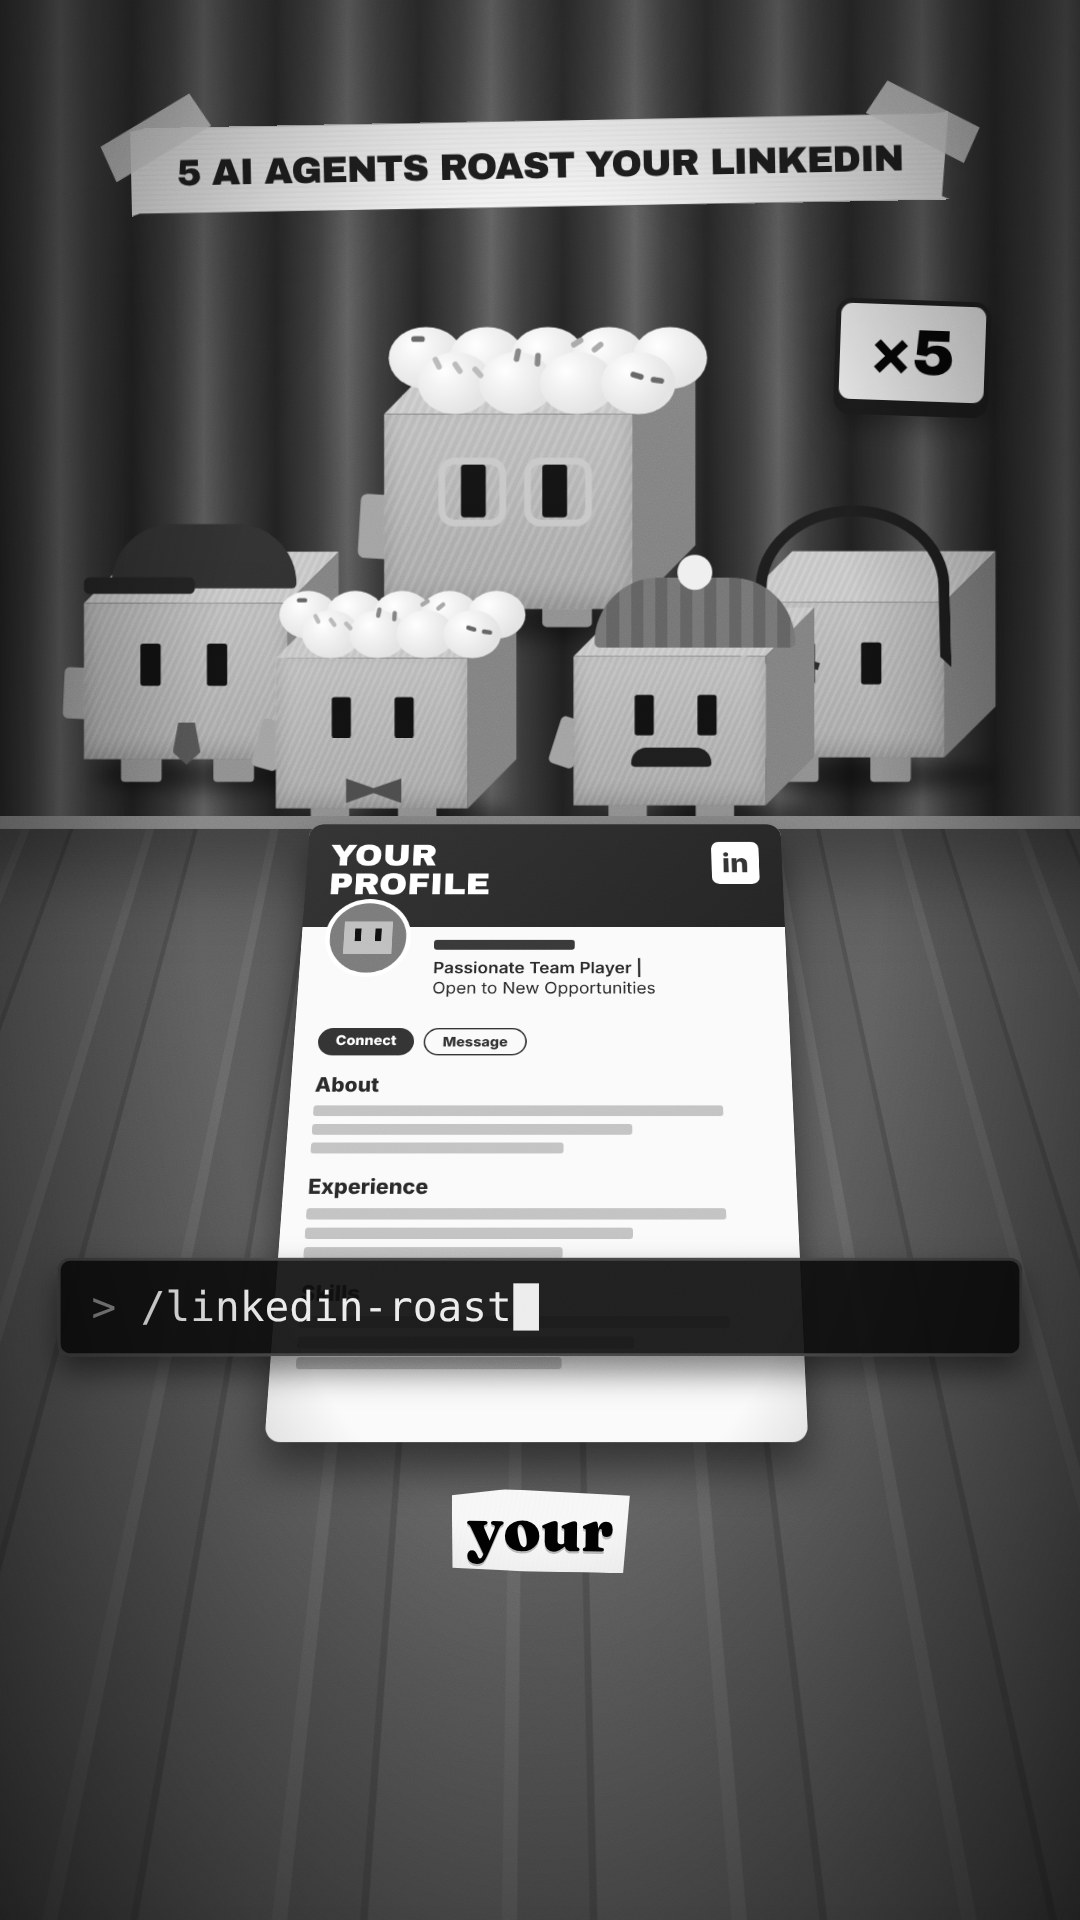 5 AI AGENTS ROAST YOUR LINKEDIN
×5
YOUR
PROFILE
in
Passionate Team Player |
Open to New Opportunities
Connect
Message
About
Experience
Skills
> /linkedin-roast
your